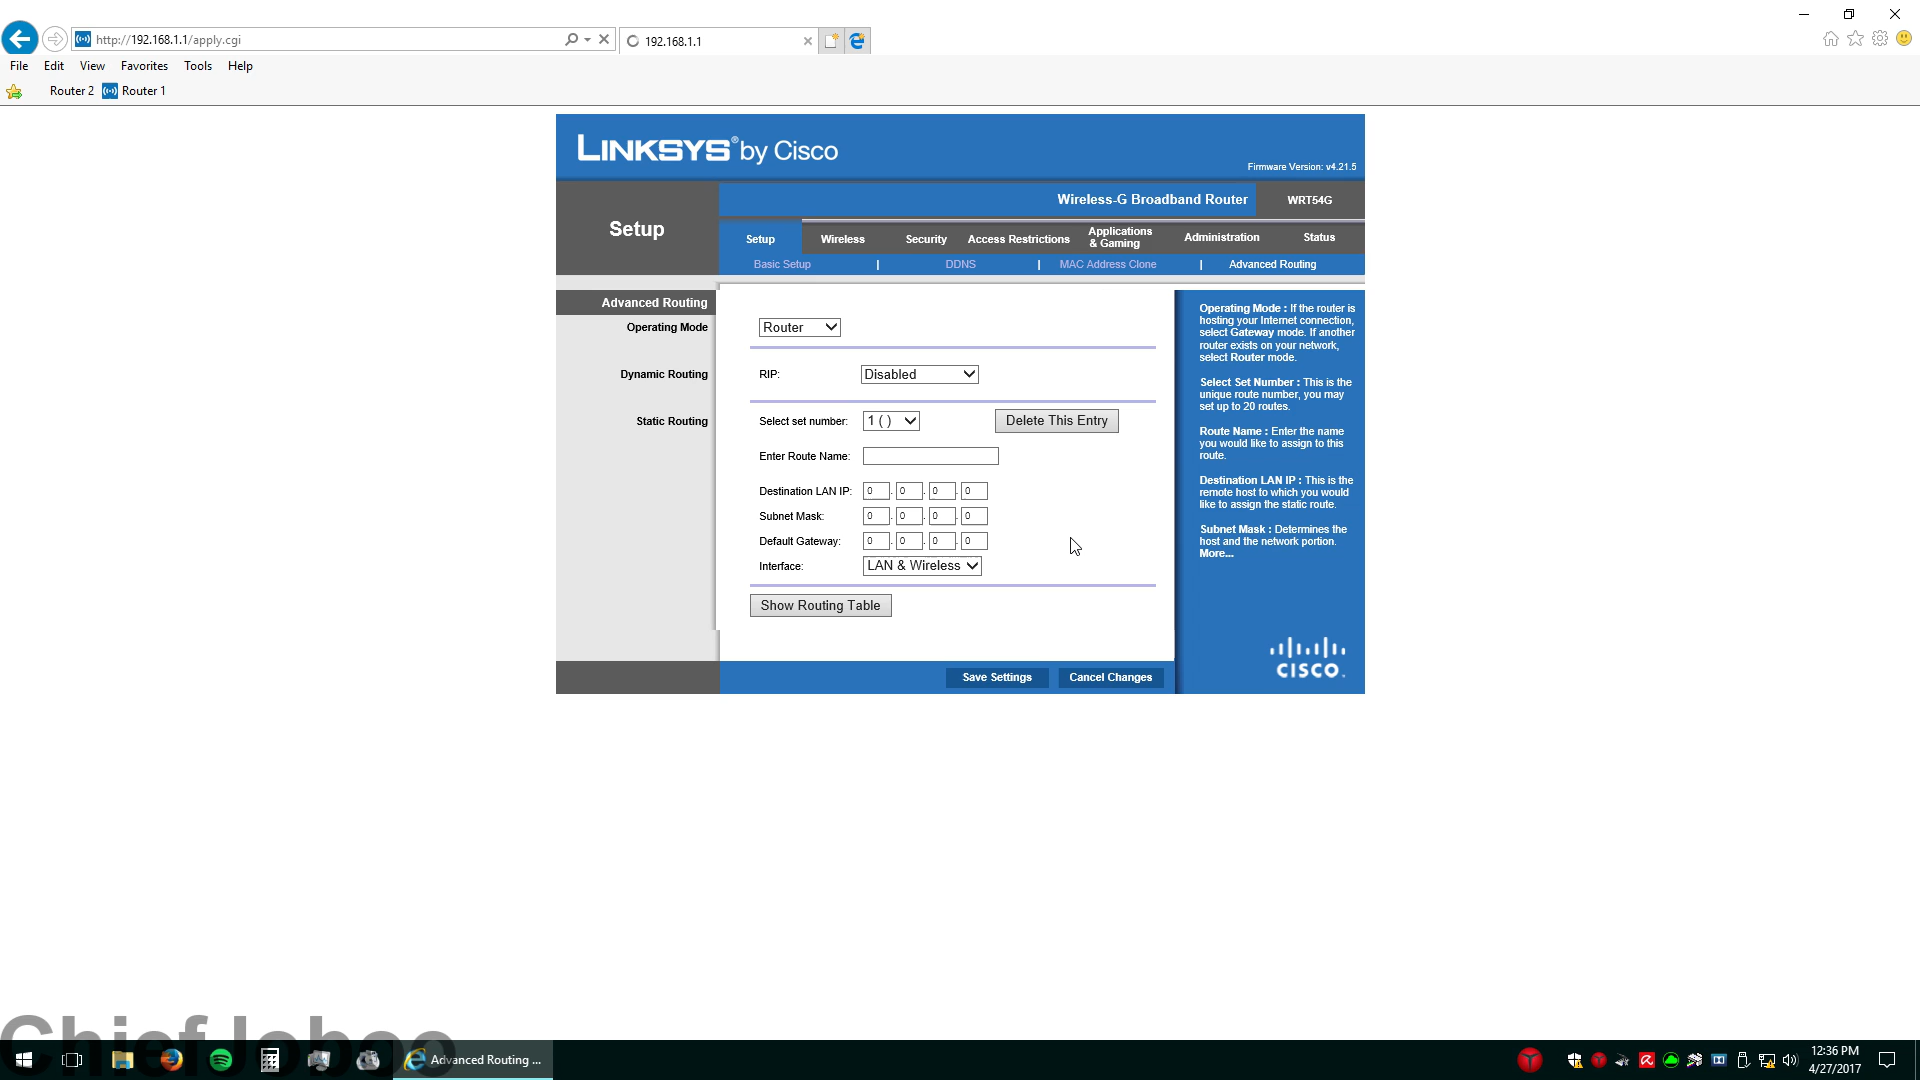 http://192.168.1.1/apply.cgi
192.168.1.1
File Edit View Favorites Tools Help
Router 2 Router 1
LINKSYS® by Cisco
Firmware Version: v4.21.5
Wireless-G Broadband Router WRT54G
Setup
Setup Wireless Security Access Restrictions Applications & Gaming Administration Status
Basic Setup | DDNS | MAC Address Clone | Advanced Routing
Advanced Routing
Operating Mode
Router
Dynamic Routing
RIP: Disabled
Static Routing
Select set number: 1 ( ) Delete This Entry
Enter Route Name:
Destination LAN IP: 0 . 0 . 0 . 0
Subnet Mask: 0 . 0 . 0 . 0
Default Gateway: 0 . 0 . 0 . 0
Interface: LAN & Wireless
Show Routing Table
Save Settings Cancel Changes
Operating Mode : If the router is
hosting your Internet connection,
select Gateway mode. If another
router exists on your network,
select Router mode.
Select Set Number : This is the
unique route number, you may
set up to 20 routes.
Route Name : Enter the name
you would like to assign to this
route.
Destination LAN IP : This is the
remote host to which you would
like to assign the static route.
Subnet Mask : Determines the
host and the network portion.
More...
CISCO.
Chief Joboo
Advanced Routing ...
12:36 PM
4/27/2017